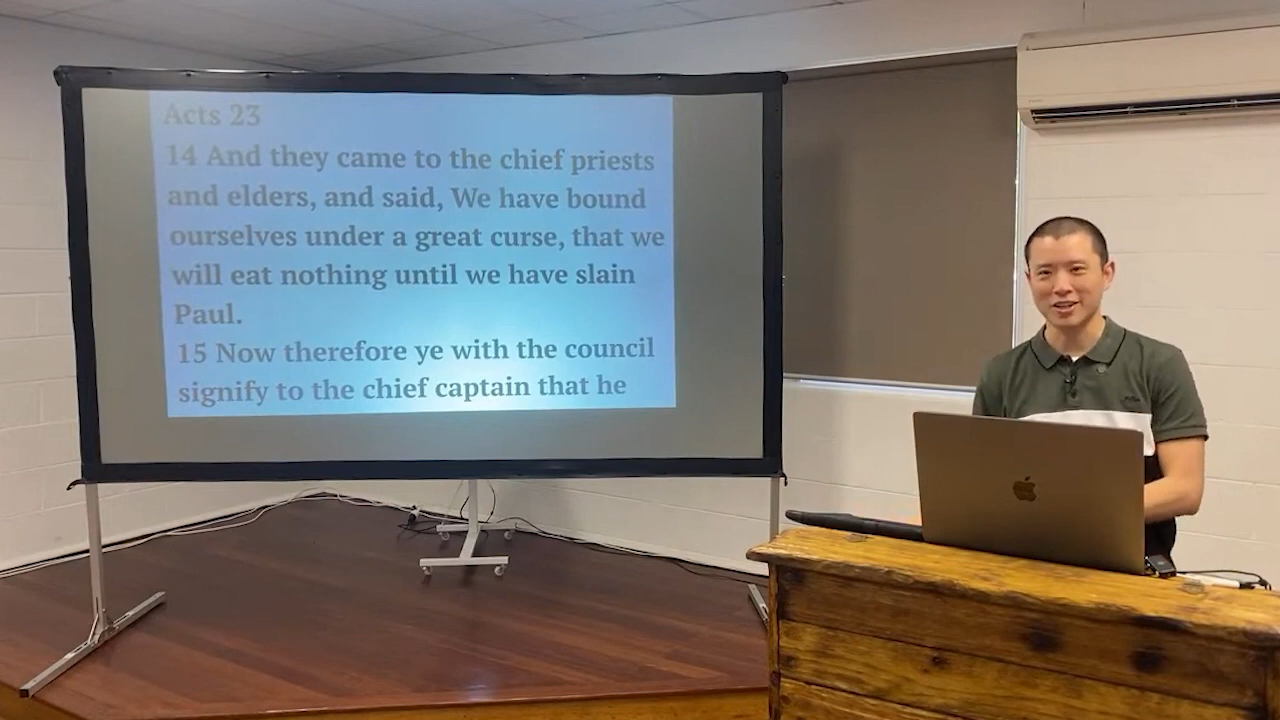 Acts 23
14 And they came to the chief priests
and elders, and said, We have bound
ourselves under a great curse, that we
will eat nothing until we have slain
Paul.
15 Now therefore ye with the council
signify to the chief captain that he